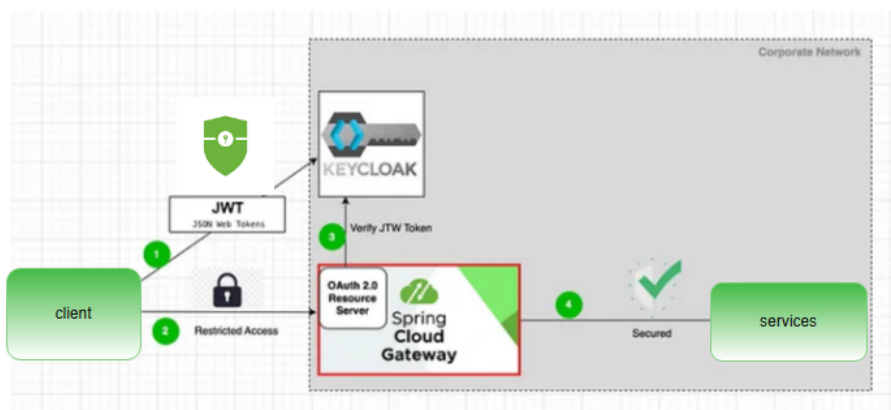 Corporate Network
KEYCLOAK
JWT
JSON Web Tokens
1
3
Verify JTW Token
client
2
Restricted Access
OAuth 2.0
Resource
Server
Spring
Cloud
Gateway
4
Secured
services